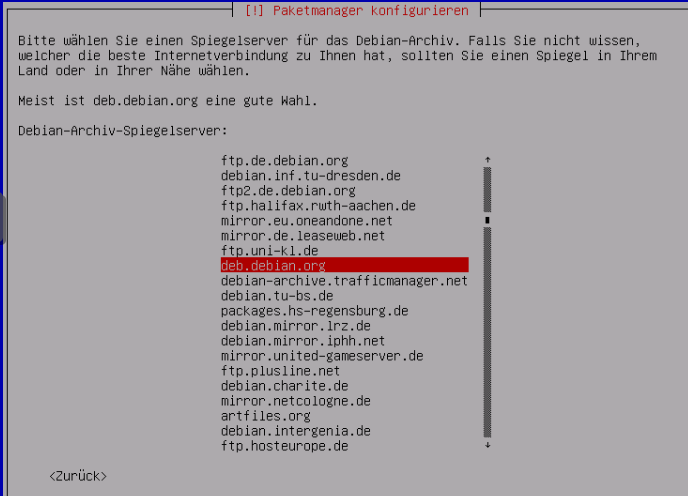 [!] Paketmanager konfigurieren
Bitte wählen Sie einen Spiegelserver für das Debian-Archiv. Falls Sie nicht wissen,
welcher die beste Internetverbindung zu Ihnen hat, sollten Sie einen Spiegel in Ihrem
Land oder in Ihrer Nähe wählen.
Meist ist deb.debian.org eine gute Wahl.
Debian-Archiv-Spiegelserver:
ftp.de.debian.org
debian.inf.tu-dresden.de
ftp2.de.debian.org
ftp.halifax.rwth-aachen.de
mirror.eu.oneandone.net
mirror.de.leaseweb.net
ftp.uni-kl.de
deb.debian.org
debian-archive.trafficmanager.net
debian.tu-bs.de
packages.hs-regensburg.de
debian.mirror.lrz.de
debian.mirror.iphh.net
mirror.united-gameserver.de
ftp.plusline.net
debian.charite.de
mirror.netcologne.de
artfiles.org
debian.intergenia.de
ftp.hosteurope.de
<Zurück>